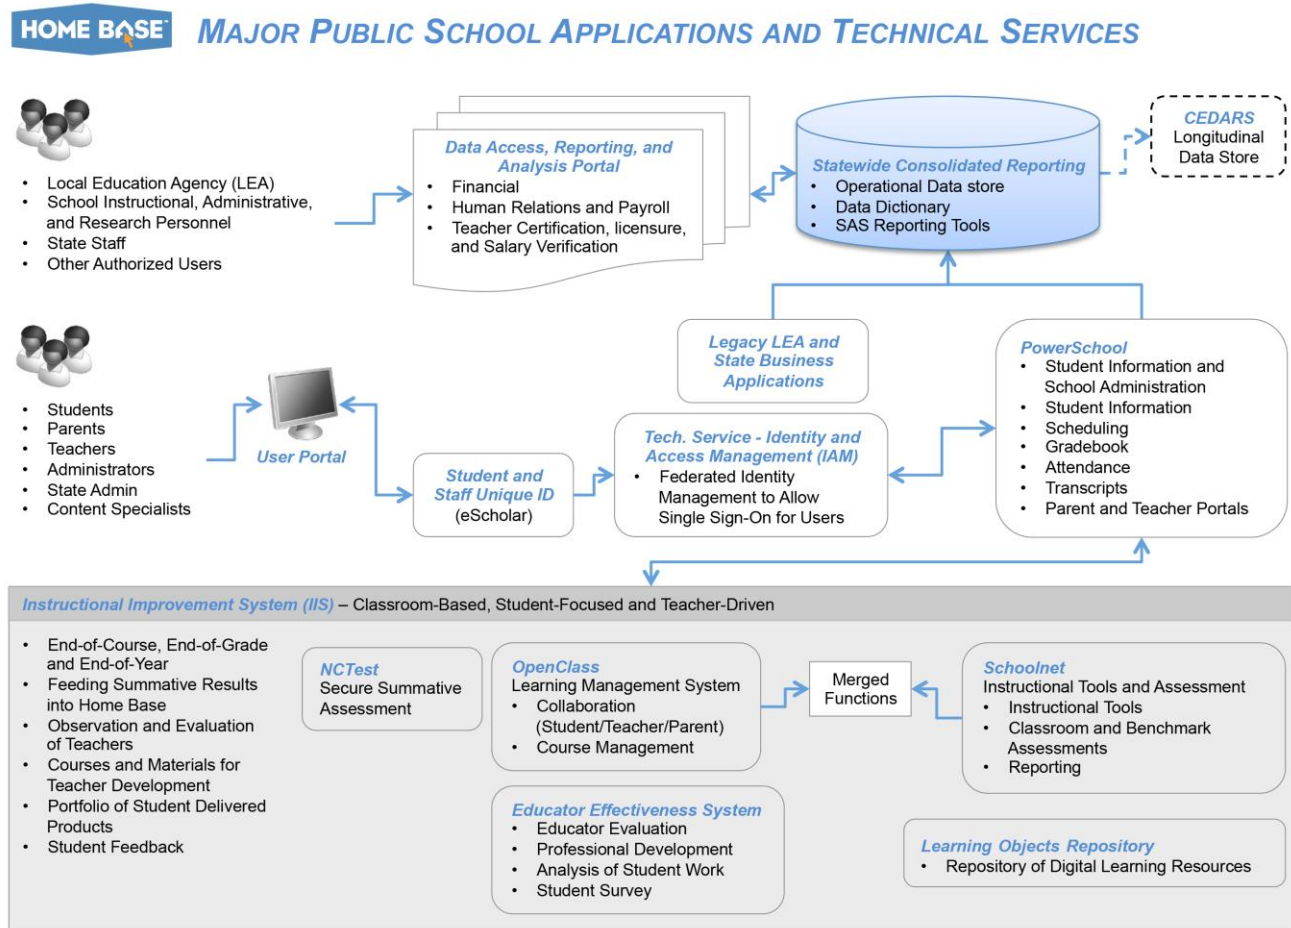 HOME BASE™
MAJOR PUBLIC SCHOOL APPLICATIONS AND TECHNICAL SERVICES
• Local Education Agency (LEA)
• School Instructional, Administrative,
and Research Personnel
• State Staff
• Other Authorized Users
Data Access, Reporting, and
Analysis Portal
• Financial
• Human Relations and Payroll
• Teacher Certification, licensure,
and Salary Verification
Statewide Consolidated Reporting
• Operational Data store
• Data Dictionary
• SAS Reporting Tools
CEDARS
Longitudinal
Data Store
• Students
• Parents
• Teachers
• Administrators
• State Admin
• Content Specialists
User Portal
Student and
Staff Unique ID
(eScholar)
Legacy LEA and
State Business
Applications
Tech. Service - Identity and
Access Management (IAM)
• Federated Identity
Management to Allow
Single Sign-On for Users
PowerSchool
• Student Information and
School Administration
• Student Information
• Scheduling
• Gradebook
• Attendance
• Transcripts
• Parent and Teacher Portals
Instructional Improvement System (IIS) – Classroom-Based, Student-Focused and Teacher-Driven
• End-of-Course, End-of-Grade
and End-of-Year
• Feeding Summative Results
into Home Base
• Observation and Evaluation
of Teachers
• Courses and Materials for
Teacher Development
• Portfolio of Student Delivered
Products
• Student Feedback
NCTest
Secure Summative
Assessment
OpenClass
Learning Management System
• Collaboration
(Student/Teacher/Parent)
• Course Management
Merged
Functions
Schoolnet
Instructional Tools and Assessment
• Instructional Tools
• Classroom and Benchmark
Assessments
• Reporting
Educator Effectiveness System
• Educator Evaluation
• Professional Development
• Analysis of Student Work
• Student Survey
Learning Objects Repository
• Repository of Digital Learning Resources